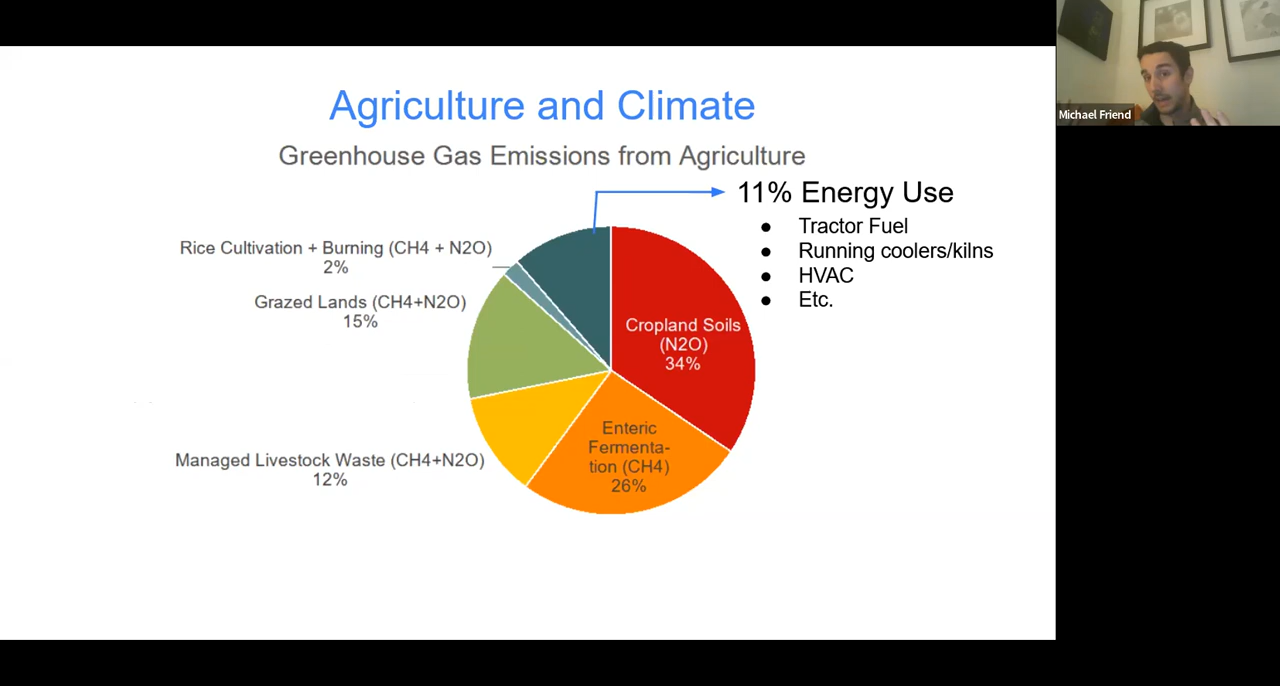 Agriculture and Climate
Greenhouse Gas Emissions from Agriculture
11% Energy Use
● Tractor Fuel
● Running coolers/kilns
● HVAC
● Etc.
Rice Cultivation + Burning (CH4 + N2O)
2%
Grazed Lands (CH4+N2O)
15%
Cropland Soils
(N2O)
34%
Enteric
Fermenta-
tion (CH4)
26%
Managed Livestock Waste (CH4+N2O)
12%
Michael Friend